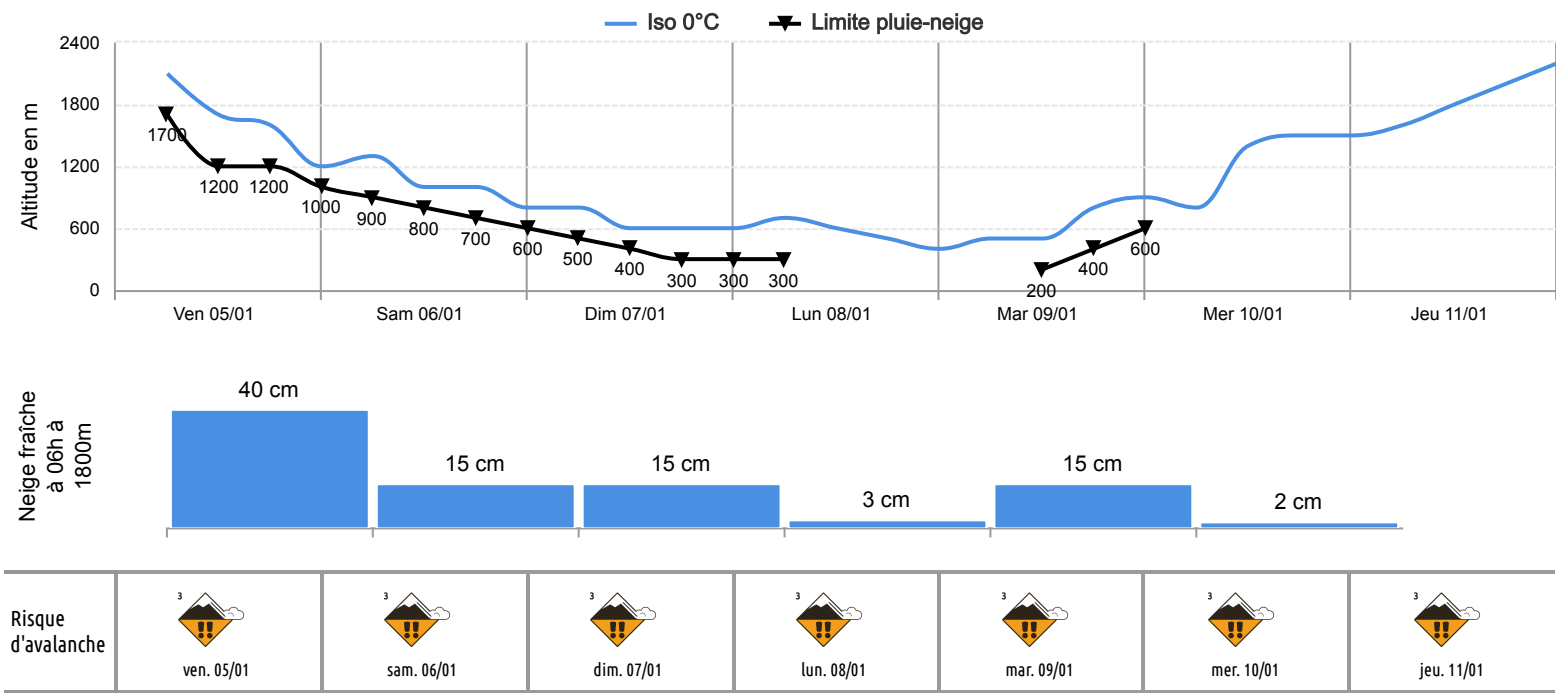 Iso 0°C
Limite pluie-neige
Altitude en m
2400
1800
1200
600
0
1700
1200
1200
1000
900
800
700
600
500
400
300
300
300
200
400
600
Ven 05/01
Sam 06/01
Dim 07/01
Lun 08/01
Mar 09/01
Mer 10/01
Jeu 11/01
Neige fraîche
à 06h à
1800m
40 cm
15 cm
15 cm
3 cm
15 cm
2 cm
Risque
d'avalanche
3
3
3
3
3
3
3
!!
!!
!!
!!
!!
!!
!!
ven. 05/01
sam. 06/01
dim. 07/01
lun. 08/01
mar. 09/01
mer. 10/01
jeu. 11/01